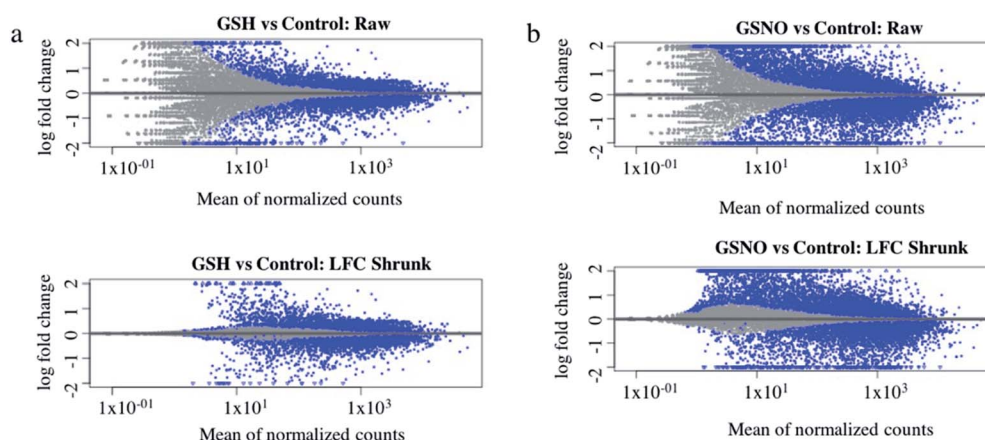 a
GSH vs Control: Raw
log fold change
2
1
0
-1
-2
1x10-01
1x101
1x103
Mean of normalized counts
b
GSNO vs Control: Raw
log fold change
2
1
0
-1
-2
1x10-01
1x101
1x103
Mean of normalized counts
GSH vs Control: LFC Shrunk
log fold change
2
1
0
-1
-2
1x10-01
1x101
1x103
Mean of normalized counts
GSNO vs Control: LFC Shrunk
log fold change
2
1
0
-1
-2
1x10-01
1x101
1x103
Mean of normalized counts